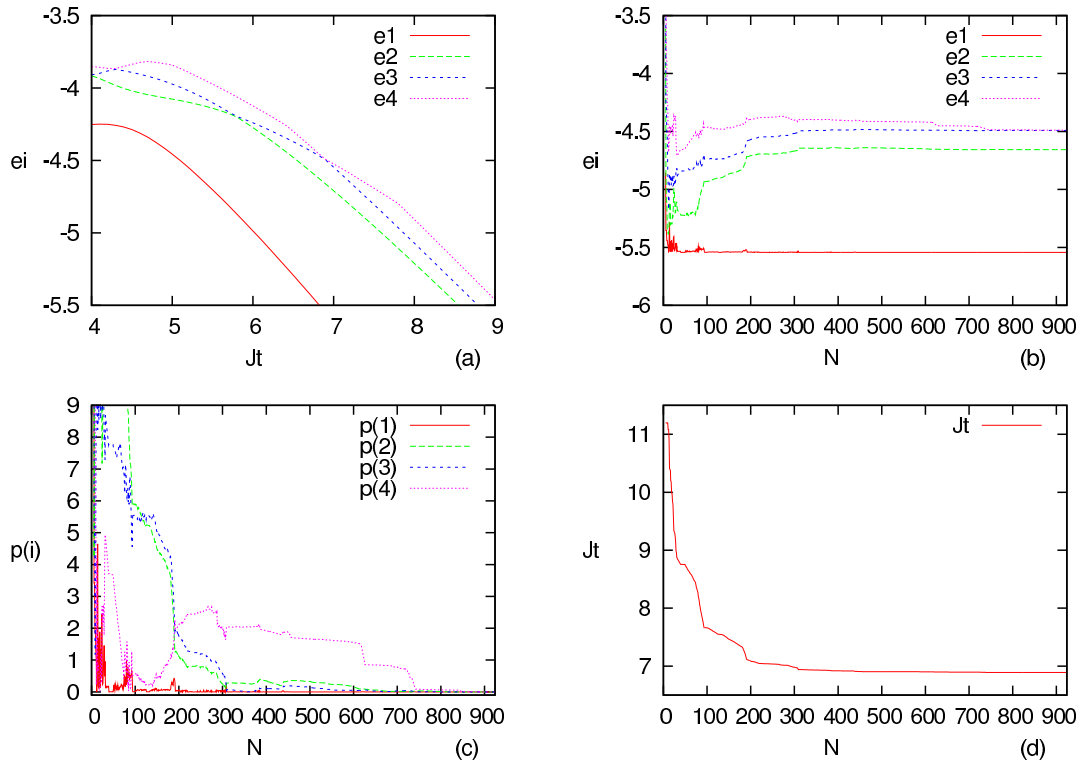 -3.5
-4
-4.5
-5
-5.5
ei
4 5 6 7 8 9
Jt
(a)
e1
e2
e3
e4
-3.5
-4
-4.5
-5
-5.5
-6
ei
0 100 200 300 400 500 600 700 800 900
N
(b)
e1
e2
e3
e4
9
8
7
6
5
4
3
2
1
0
p(i)
0 100 200 300 400 500 600 700 800 900
N
(c)
p(1)
p(2)
p(3)
p(4)
11
10
9
8
7
Jt
0 100 200 300 400 500 600 700 800 900
N
(d)
Jt